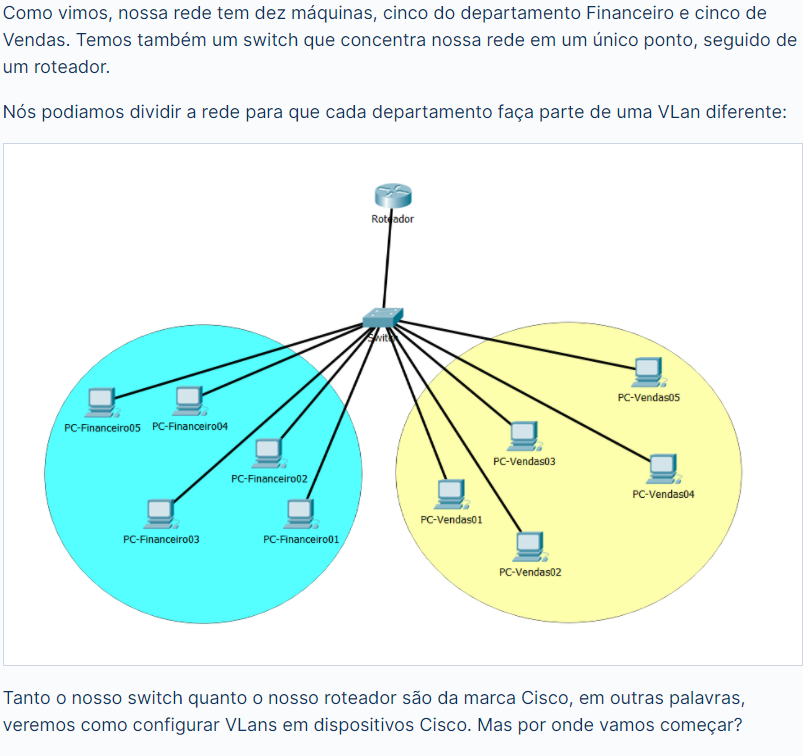 Como vimos, nossa rede tem dez máquinas, cinco do departamento Financeiro e cinco de
Vendas. Temos também um switch que concentra nossa rede em um único ponto, seguido de
um roteador.
Nós podiamos dividir a rede para que cada departamento faça parte de uma VLan diferente:
Roteador
Switch
PC-Vendas05
PC-Financeiro05
PC-Financeiro04
PC-Vendas03
PC-Financeiro02
PC-Vendas04
PC-Vendas01
PC-Financeiro03
PC-Financeiro01
PC-Vendas02
Tanto o nosso switch quanto o nosso roteador são da marca Cisco, em outras palavras,
veremos como configurar VLans em dispositivos Cisco. Mas por onde vamos começar?